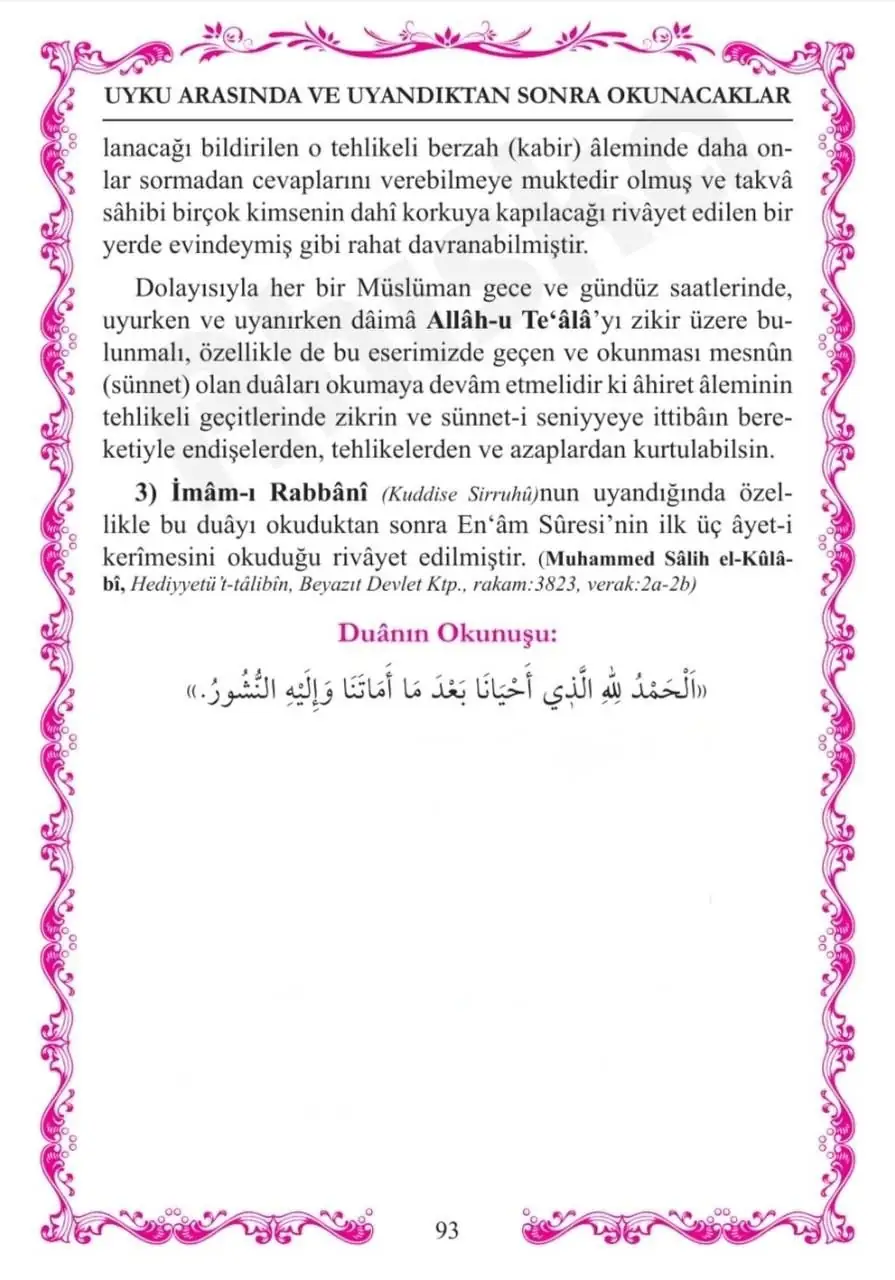 UYKU ARASINDA VE UYANDIKTAN SONRA OKUNACAKLAR
lanacağı bildirilen o tehlikeli berzah (kabir) âleminde daha on-
lar sormadan cevaplarını verebilmeye muktedir olmuş ve takvâ
sâhibi birçok kimsenin dahî korkuya kapılacağı rivâyet edilen bir
yerde evindeymiş gibi rahat davranabilmiştir.
Dolayısıyla her bir Müslüman gece ve gündüz saatlerinde,
uyurken ve uyanırken dâimâ Allâh-u Te‘âlâ’yı zikir üzere bu-
lunmalı, özellikle de bu eserimizde geçen ve okunması mesnûn
(sünnet) olan duâları okumaya devâm etmelidir ki âhiret âleminin
tehlikeli geçitlerinde zikrin ve sünnet-i seniyyeye ittibâın bere-
ketiyle endişelerden, tehlikelerden ve azaplardan kurtulabilsin.
3) İmâm-ı Rabbânî (Kuddise Sirruhû)nun uyandığında özel-
likle bu duâyı okuduktan sonra En‘âm Sûresi’nin ilk üç âyet-i
kerîmesini okuduğu rivâyet edilmiştir. (Muhammed Sâlih el-Kûlâ-
bî, Hediyyetü’t-tâlibîn, Beyazıt Devlet Ktp., rakam:3823, verak:2a-2b)
Duânın Okunuşu:
«اَلْحَمْدُ لِلّٰهِ الَّذِي أَحْيَانَا بَعْدَ مَا أَمَاتَنَا وَإِلَيْهِ النُّشُورُ.»
93